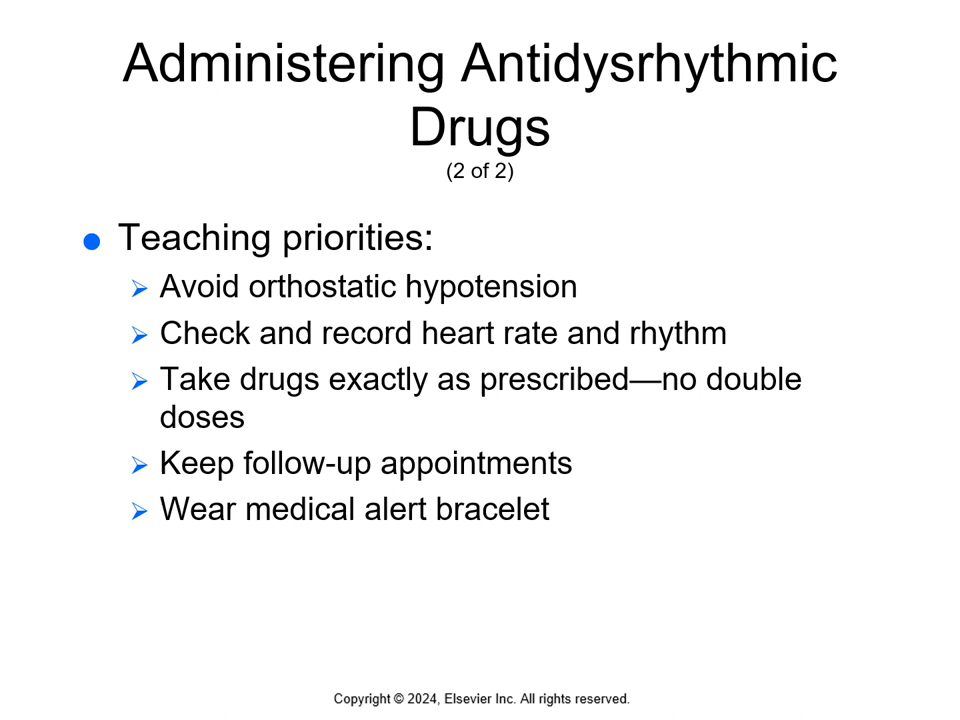 Administering Antidysrhythmic
Drugs
(2 of 2)
Teaching priorities:
Avoid orthostatic hypotension
Check and record heart rate and rhythm
Take drugs exactly as prescribed—no double
doses
Keep follow-up appointments
Wear medical alert bracelet
Copyright © 2024, Elsevier Inc. All rights reserved.